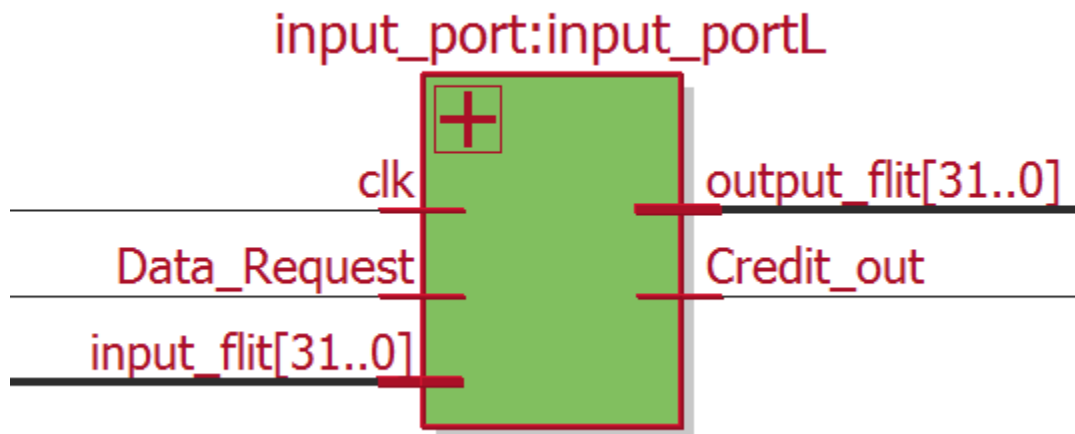 input_port:input_portL
clk
output_flit[31..0]
Data_Request
Credit_out
input_flit[31..0]